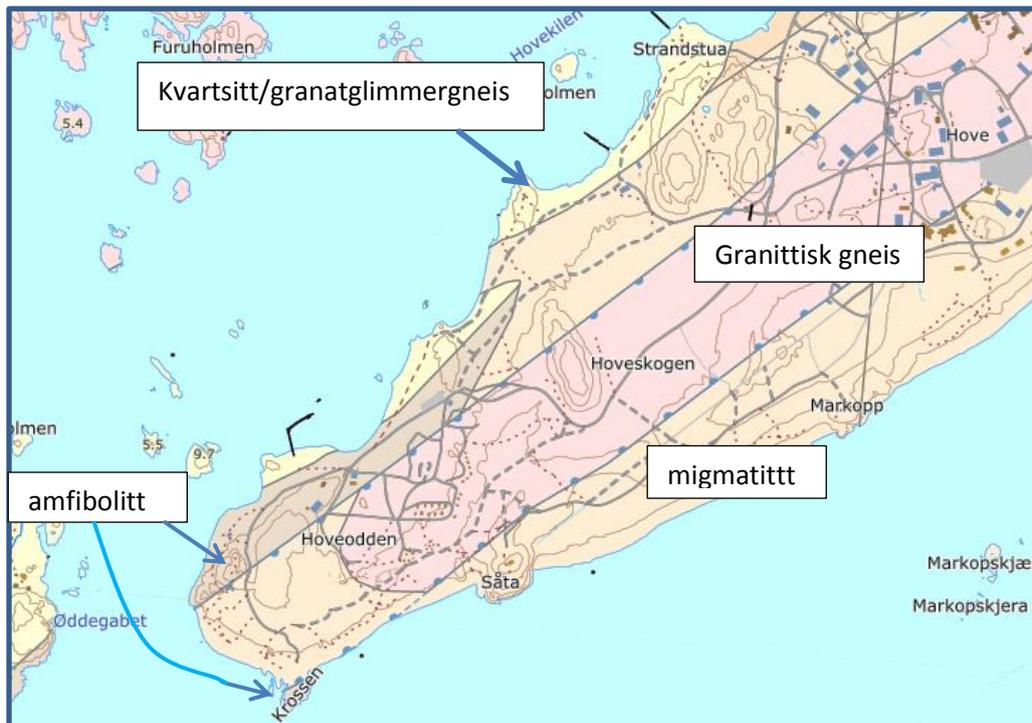 Furuholmen
Hovekilen
Strandstua
Kvartsitt/granatglimmergneis
olmen
5.4
Hove
Granittisk gneis
Hoveskogen
Markopp
olmen
5.5
9.7
migmatittt
amfibolitt
Hoveodden
Såta
Markopskjæ
Markopskjera
Øddegabet
Krossen